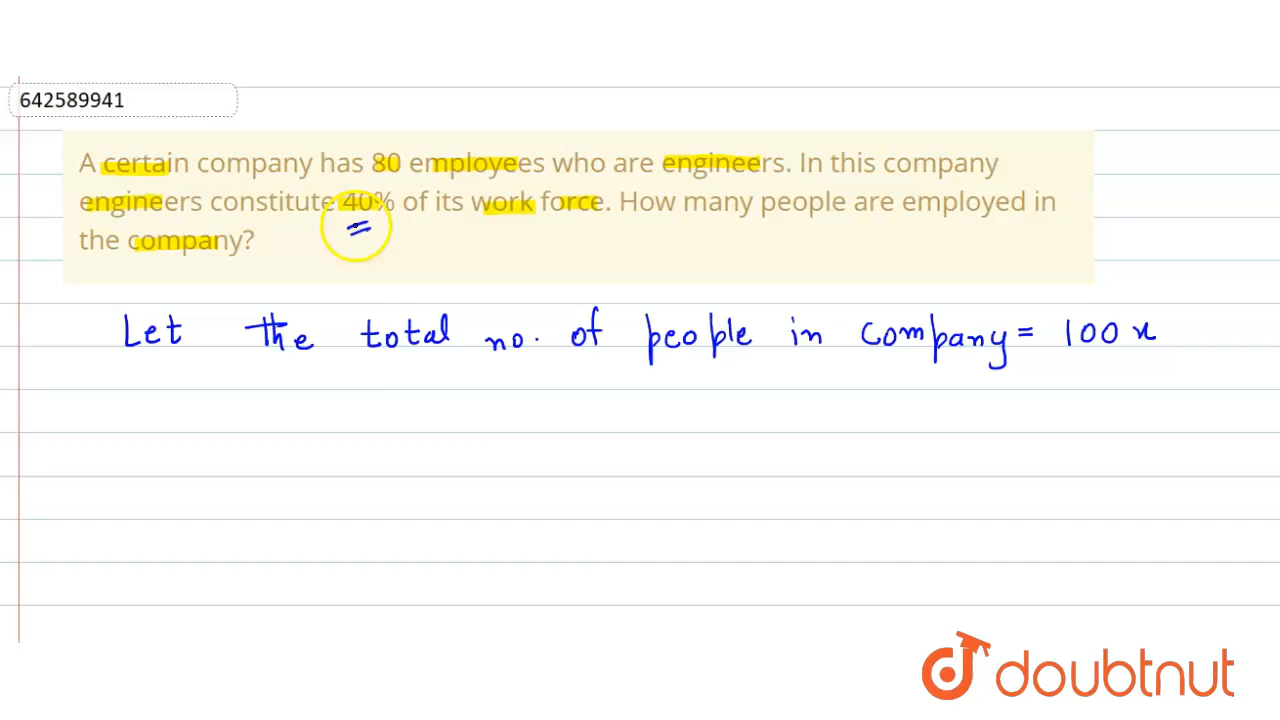 642589941
A certain company has 80 employees who are engineers. In this company
engineers constitute 40% of its work force. How many people are employed in
the company?
=
Let the total no. of people in company = 100 x
doubtnut